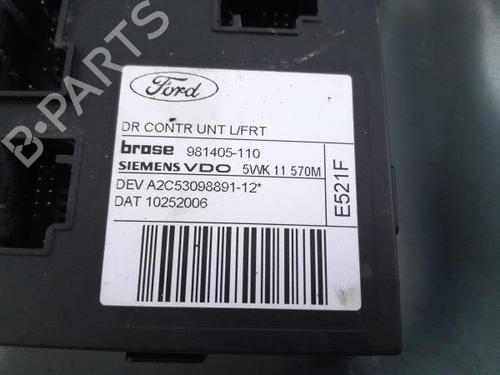 Ford
DR CONTR UNT L/FRT
brose 981405-110
SIEMENS VDO 5WK 11 570M
DEV A2C53098891-12*
DAT 10252006
E521F
B-PARTS